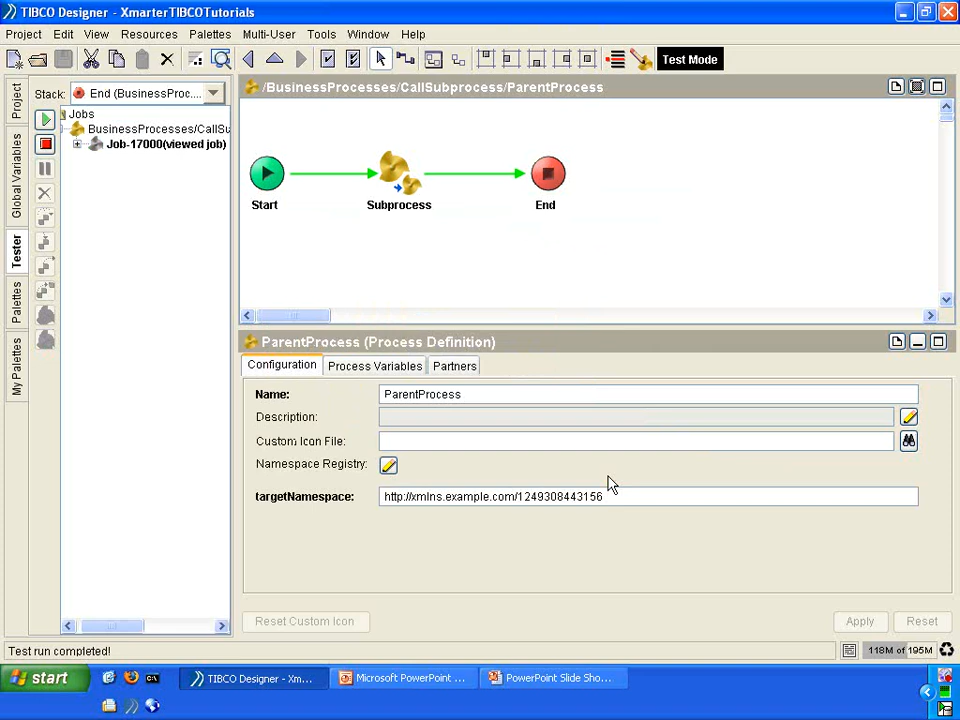 TIBCO Designer - XmarterTIBCOTutorials
Project Edit View Resources Palettes Multi-User Tools Window Help
Test Mode
Stack: End (BusinessProc....
Jobs
BusinessProcesses/CallSu
Job-17000(viewed job)
Project
Global Variables
Tester
Palettes
My Palettes
/BusinessProcesses/CallSubprocess/ParentProcess
Start Subprocess End
ParentProcess (Process Definition)
Configuration Process Variables Partners
Name: ParentProcess
Description:
Custom Icon File:
Namespace Registry:
targetNamespace: http://xmlns.example.com/1249308443156
Reset Custom Icon Apply Reset
Test run completed! 118M of 195M
start TIBCO Designer - Xm... Microsoft PowerPoint ... PowerPoint Slide Sho...